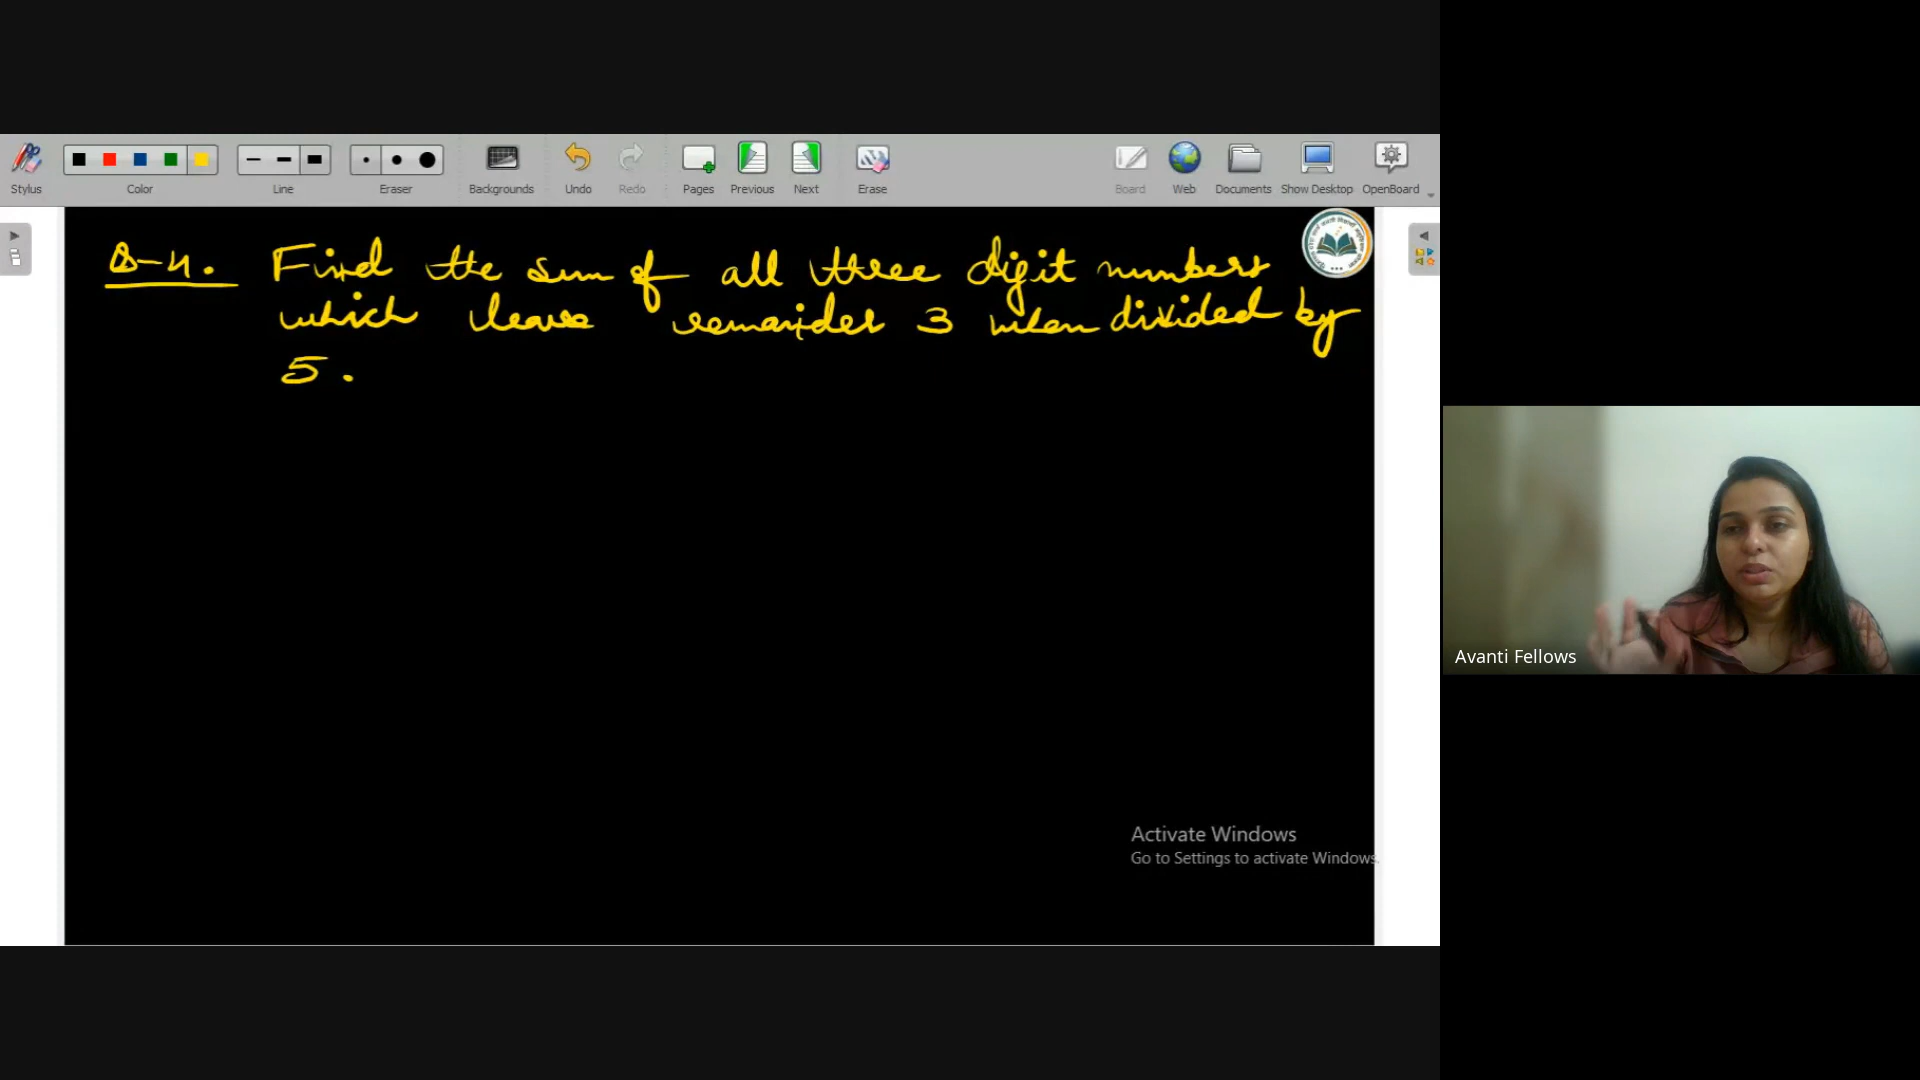 Stylus
Color
Line
Eraser
Backgrounds
Undo
Redo
Pages
Previous
Next
Erase
Board
Web
Documents
Show Desktop
OpenBoard
Q-4. Find the sum of all three digit numbers
which leave remainder 3 when divided by
5.
Activate Windows
Go to Settings to activate Windows.
Avanti Fellows